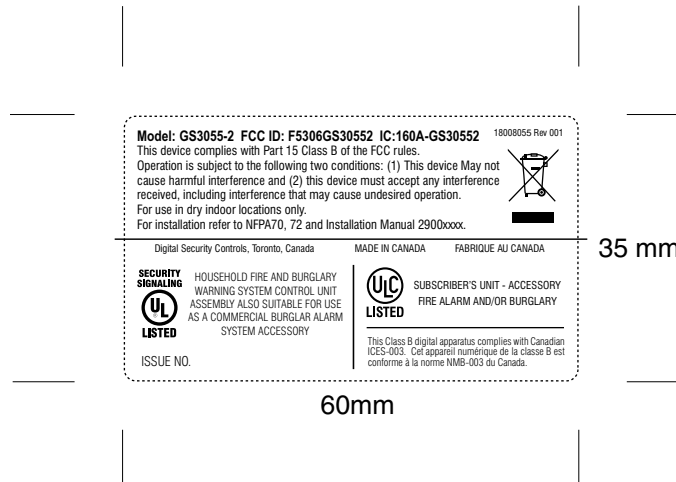 Model: GS3055-2 FCC ID: F5306GS30552 IC:160A-GS30552
18008055 Rev 001
This device complies with Part 15 Class B of the FCC rules.
Operation is subject to the following two conditions: (1) This device May not
cause harmful interference and (2) this device must accept any interference
received, including interference that may cause undesired operation.
For use in dry indoor locations only.
For installation refer to NFPA70, 72 and Installation Manual 2900xxxx.
Digital Security Controls, Toronto, Canada MADE IN CANADA FABRIQUE AU CANADA
35 mm
SECURITY
SIGNALING
UL
LISTED
HOUSEHOLD FIRE AND BURGLARY
WARNING SYSTEM CONTROL UNIT
ASSEMBLY ALSO SUITABLE FOR USE
AS A COMMERCIAL BURGLAR ALARM
SYSTEM ACCESSORY
ISSUE NO.
ULC
LISTED
SUBSCRIBER'S UNIT - ACCESSORY
FIRE ALARM AND/OR BURGLARY
This Class B digital apparatus complies with Canadian
ICES-003. Cet appareil numérique de la classe B est
conforme à la norme NMB-003 du Canada.
60mm